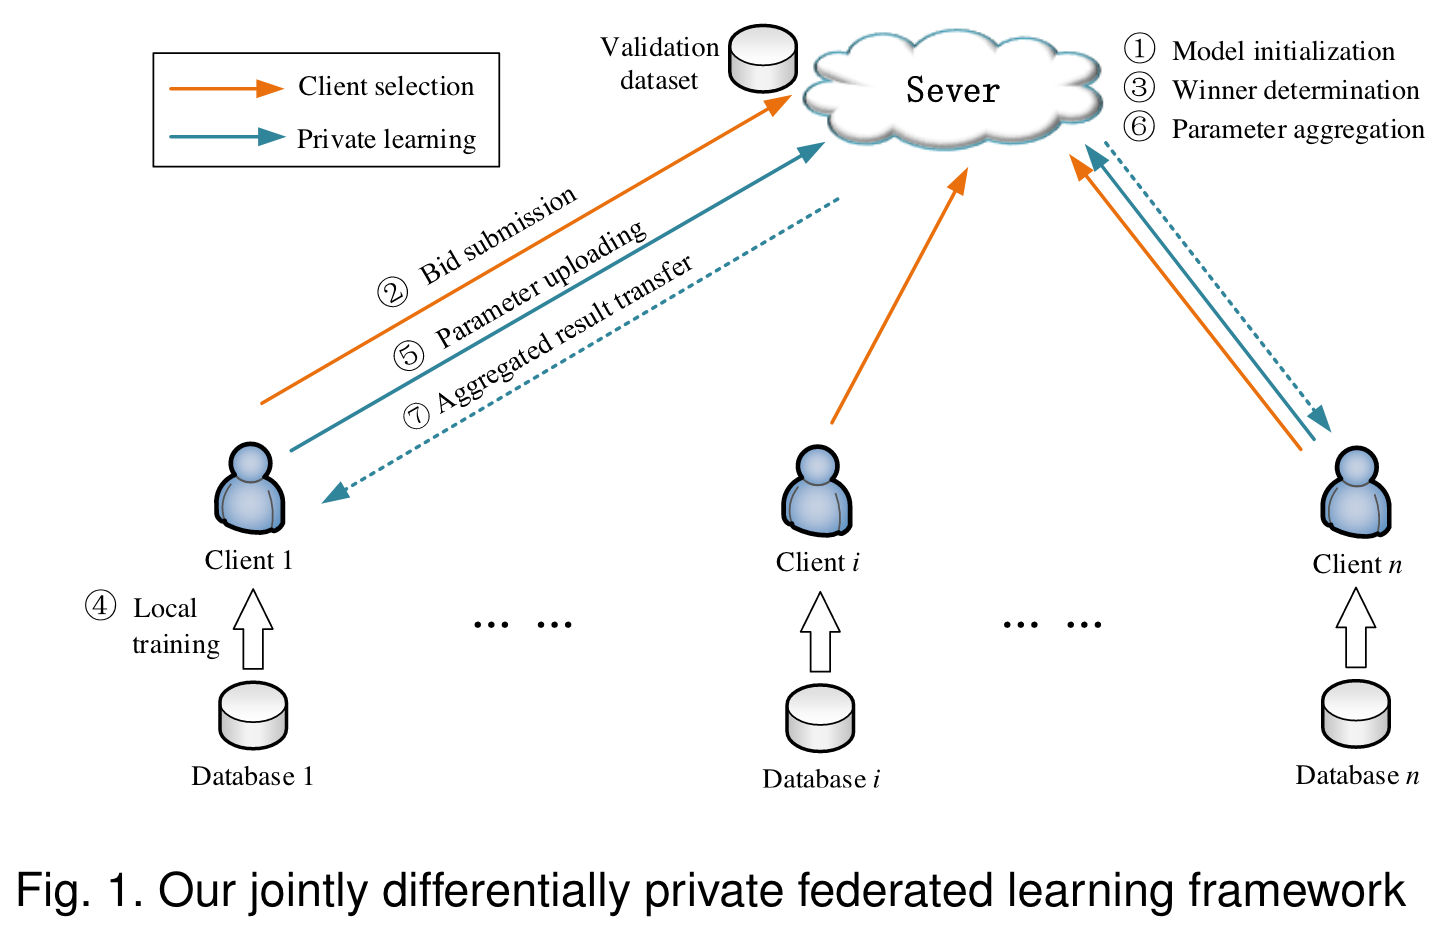 Validation
dataset
Sever
① Model initialization
③ Winner determination
⑥ Parameter aggregation
Client selection
Private learning
② Bid submission
⑤ Parameter uploading
⑦ Aggregated result transfer
Client 1
Client i
Client n
④ Local
training
... ...
... ...
Database 1
Database i
Database n
Fig. 1. Our jointly differentially private federated learning framework